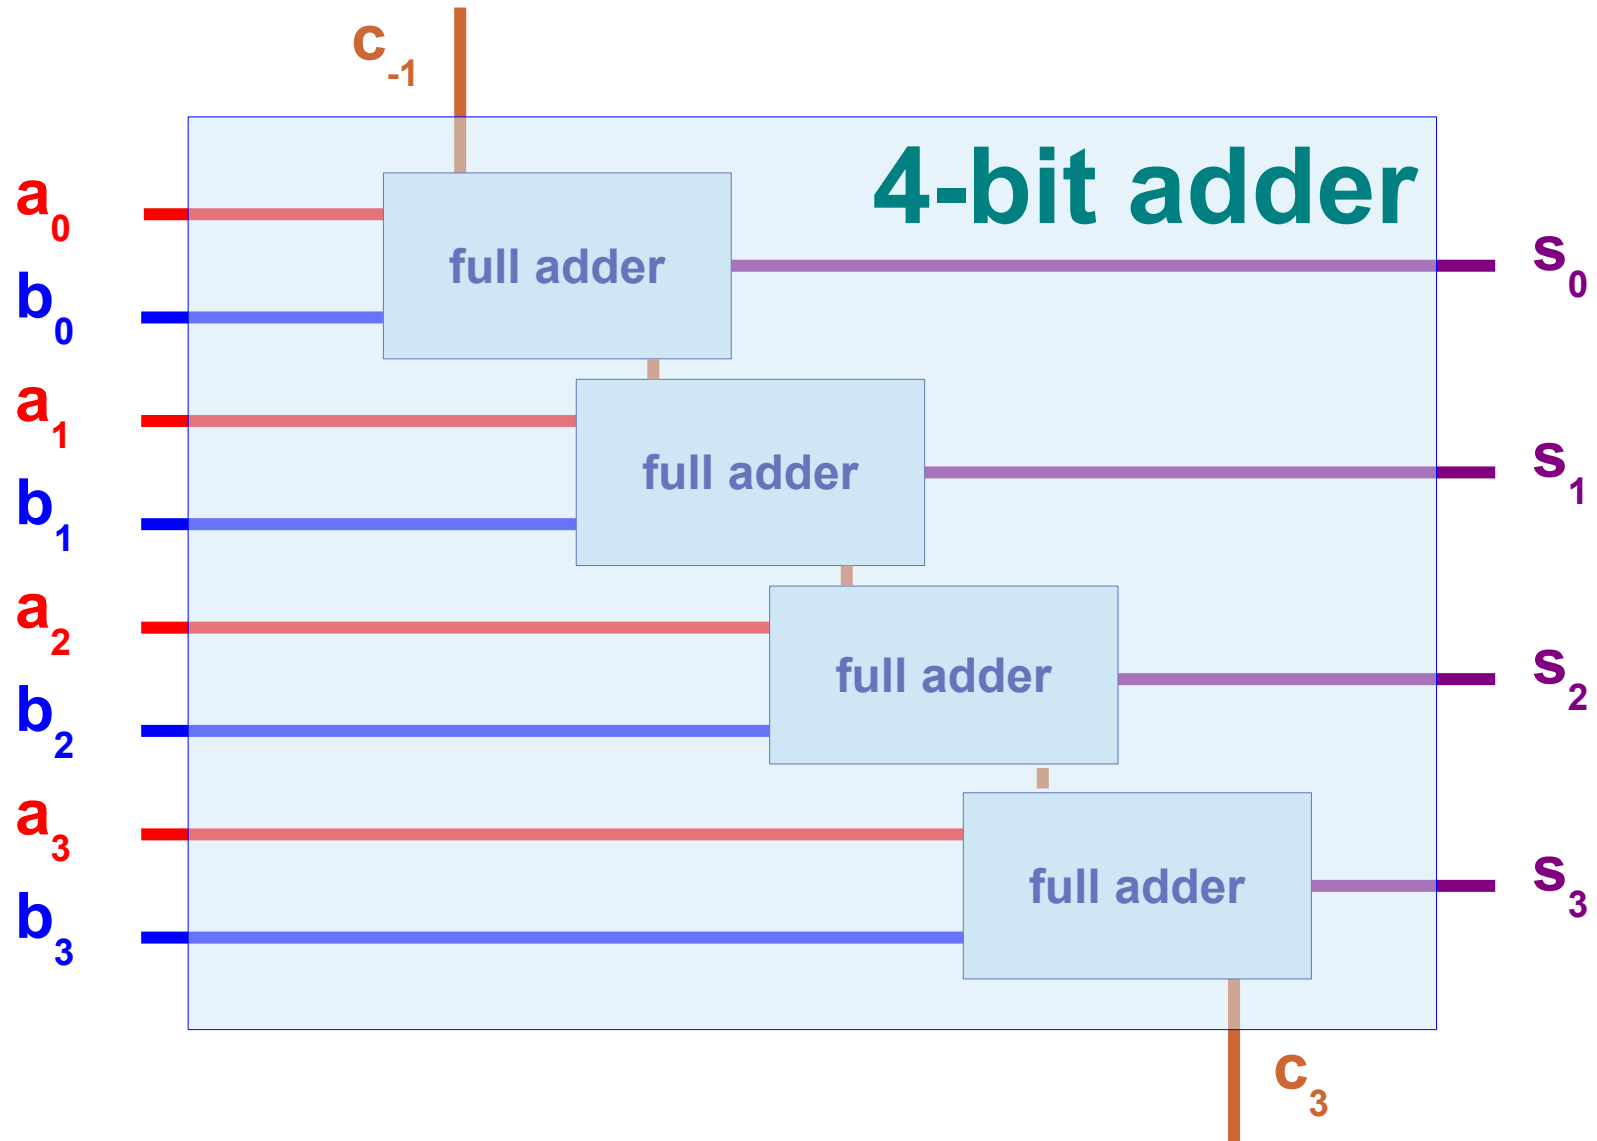 c-1
4-bit adder
a0
full adder
s0
b0
a1
full adder
s1
b1
a2
full adder
s2
b2
a3
full adder
s3
b3
c3